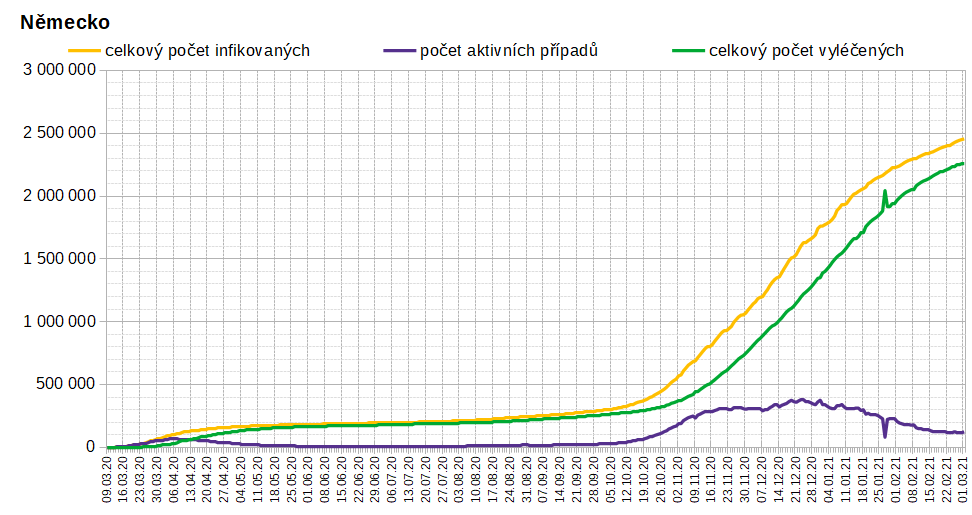 Německo
celkový počet infikovaných počet aktivních případů celkový počet vyléčených
3 000 000
2 500 000
2 000 000
1 500 000
1 000 000
500 000
0
09.03.20 16.03.20 23.03.20 30.03.20 06.04.20 13.04.20 20.04.20 27.04.20 04.05.20 11.05.20 18.05.20 25.05.20 01.06.20 08.06.20 15.06.20 22.06.20 29.06.20 06.07.20 13.07.20 20.07.20 27.07.20 03.08.20 10.08.20 17.08.20 24.08.20 31.08.20 07.09.20 14.09.20 21.09.20 28.09.20 05.10.20 12.10.20 19.10.20 26.10.20 02.11.20 09.11.20 16.11.20 23.11.20 30.11.20 07.12.20 14.12.20 21.12.20 28.12.20 04.01.21 11.01.21 18.01.21 25.01.21 01.02.21 08.02.21 15.02.21 22.02.21 01.03.21